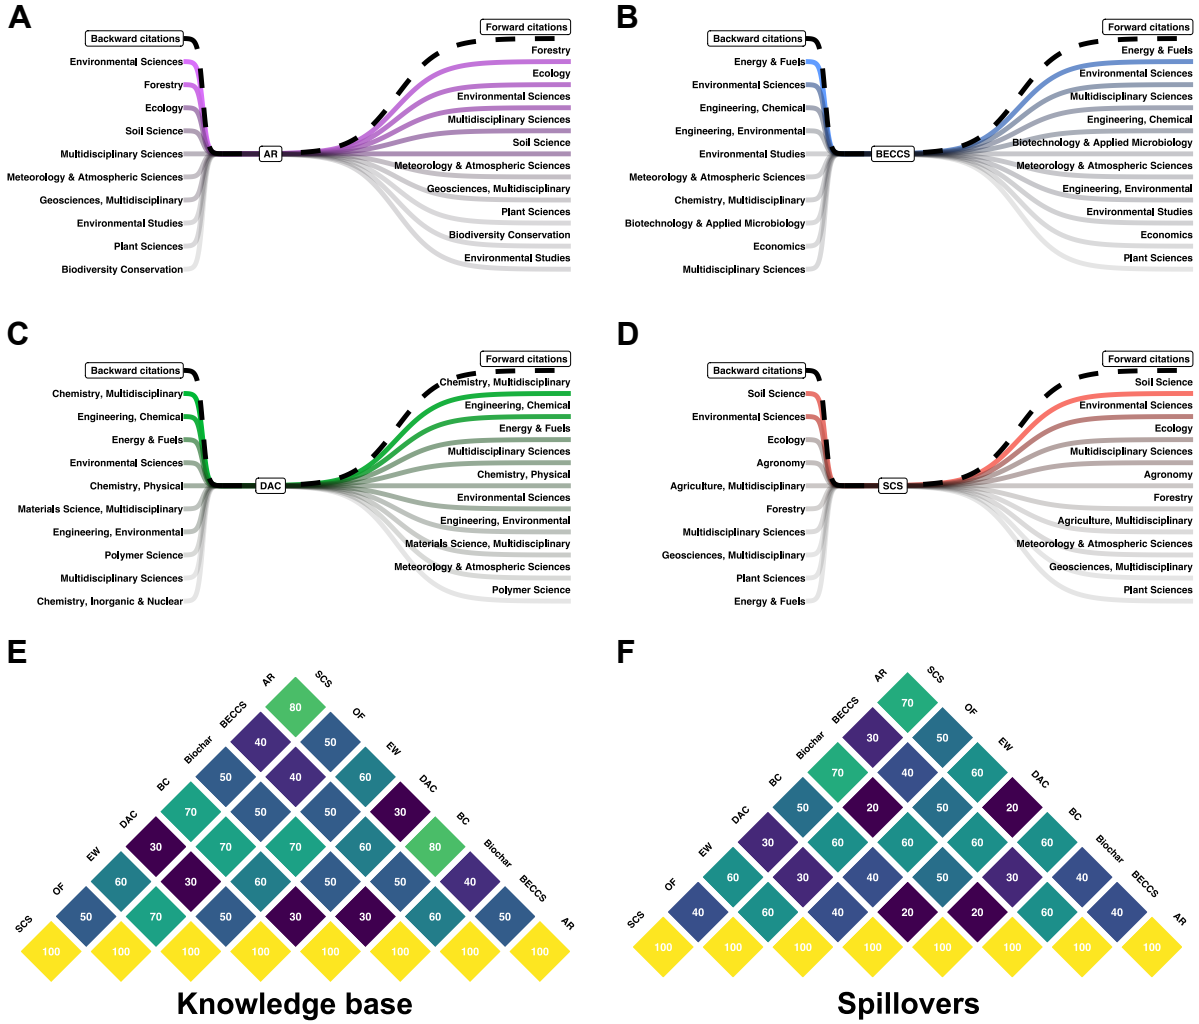 A
Backward citations
Environmental Sciences
Forestry
Ecology
Soil Science
Multidisciplinary Sciences
Meteorology & Atmospheric Sciences
Geosciences, Multidisciplinary
Environmental Studies
Plant Sciences
Biodiversity Conservation
AR
Forward citations
Forestry
Ecology
Environmental Sciences
Multidisciplinary Sciences
Soil Science
Meteorology & Atmospheric Sciences
Geosciences, Multidisciplinary
Plant Sciences
Biodiversity Conservation
Environmental Studies
B
Backward citations
Energy & Fuels
Environmental Sciences
Engineering, Chemical
Engineering, Environmental
Environmental Studies
Meteorology & Atmospheric Sciences
Chemistry, Multidisciplinary
Biotechnology & Applied Microbiology
Economics
Multidisciplinary Sciences
BECCS
Forward citations
Energy & Fuels
Environmental Sciences
Multidisciplinary Sciences
Engineering, Chemical
Biotechnology & Applied Microbiology
Meteorology & Atmospheric Sciences
Engineering, Environmental
Environmental Studies
Economics
Plant Sciences
C
Backward citations
Chemistry, Multidisciplinary
Engineering, Chemical
Energy & Fuels
Environmental Sciences
Chemistry, Physical
Materials Science, Multidisciplinary
Engineering, Environmental
Polymer Science
Multidisciplinary Sciences
Chemistry, Inorganic & Nuclear
DAC
Forward citations
Chemistry, Multidisciplinary
Engineering, Chemical
Energy & Fuels
Multidisciplinary Sciences
Chemistry, Physical
Environmental Sciences
Engineering, Environmental
Materials Science, Multidisciplinary
Meteorology & Atmospheric Sciences
Polymer Science
D
Backward citations
Soil Science
Environmental Sciences
Ecology
Agronomy
Agriculture, Multidisciplinary
Forestry
Multidisciplinary Sciences
Geosciences, Multidisciplinary
Plant Sciences
Energy & Fuels
SCS
Forward citations
Soil Science
Environmental Sciences
Ecology
Multidisciplinary Sciences
Agronomy
Forestry
Agriculture, Multidisciplinary
Meteorology & Atmospheric Sciences
Geosciences, Multidisciplinary
Plant Sciences
E
SCS
OF
EW
DAC
BC
Biochar
BECCS
AR
SCS
OF
EW
DAC
BC
Biochar
BECCS
AR
80
40 50
50 40 60
70 50 50 30
30 70 70 60 80
60 30 60 50 50 40
50 70 50 30 30 60 50
100 100 100 100 100 100 100 100
Knowledge base
F
SCS
OF
EW
DAC
BC
Biochar
BECCS
AR
SCS
OF
EW
DAC
BC
Biochar
BECCS
AR
70
30 50
70 40 60
50 20 60 20
30 60 60 60 60
60 30 40 50 30 40
40 60 40 20 20 60 40
100 100 100 100 100 100 100 100
Spillovers